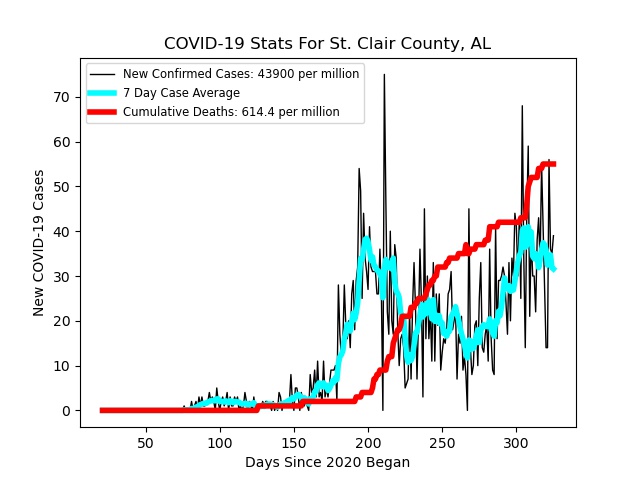 COVID-19 Stats For St. Clair County, AL
New Confirmed Cases: 43900 per million
7 Day Case Average
Cumulative Deaths: 614.4 per million
New COVID-19 Cases
70
60
50
40
30
20
10
0
50 100 150 200 250 300
Days Since 2020 Began